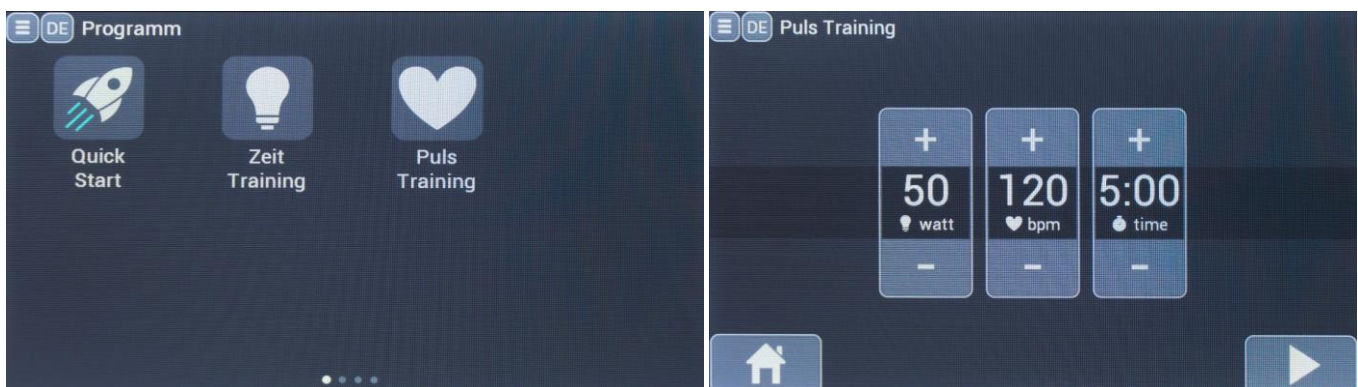 DE Programm
Quick
Start
Zeit
Training
Puls
Training
DE Puls Training
50
watt
120
bpm
5:00
time